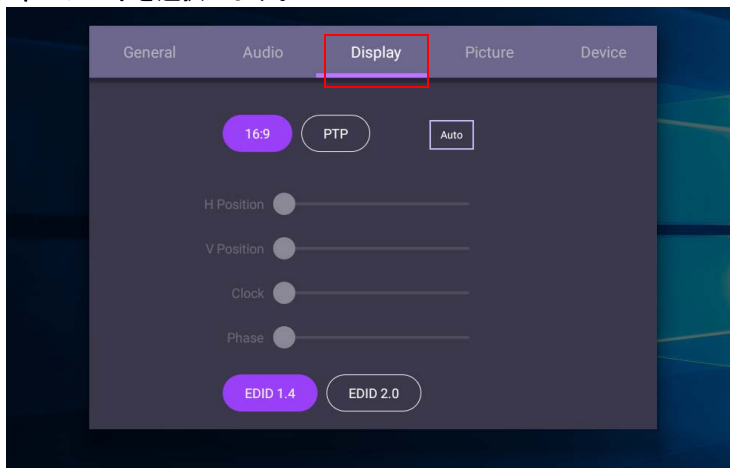 General Audio Display Picture Device
16:9 PTP Auto
H Position
V Position
Clock
Phase
EDID 1.4 EDID 2.0